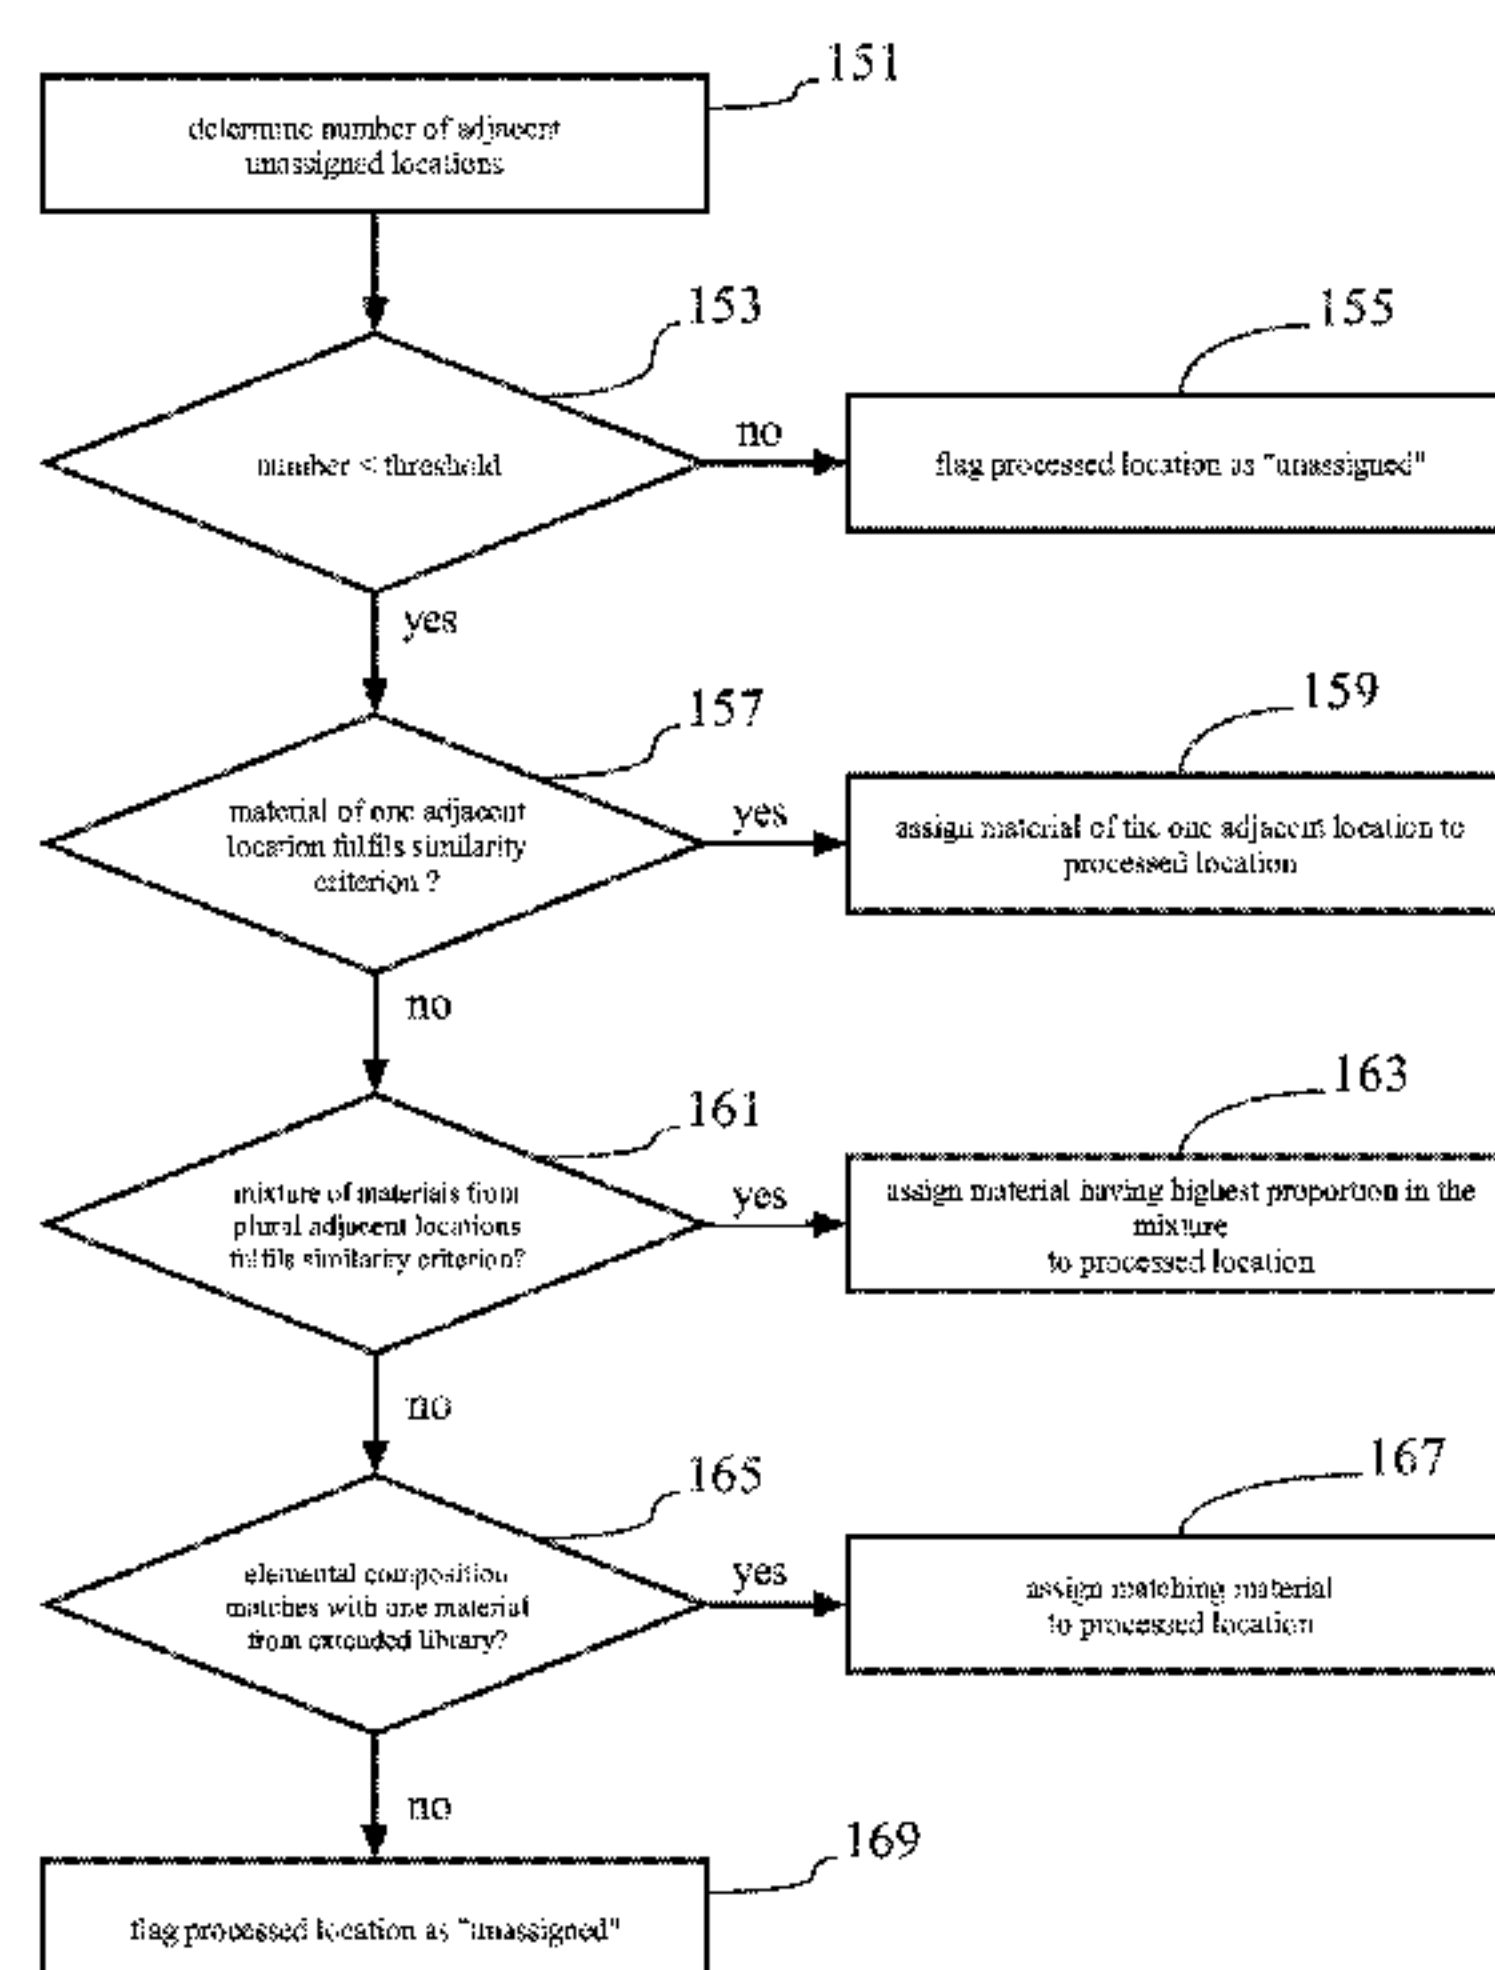 151
determine number of adjacent
unassigned locations
153
155
number < threshold
no
flag processed location as "unassigned"
yes
157
159
material of one adjacent
location fulfils similarity
criterion ?
yes
assign material of the one adjacent location to
processed location
no
161
163
mixture of materials from
plural adjacent locations
fulfils similarity criterion?
yes
assign material having highest proportion in the
mixture
to processed location
no
165
167
elemental composition
matches with one material
from extended library?
yes
assign matching material
to processed location
no
169
flag processed location as "unassigned"